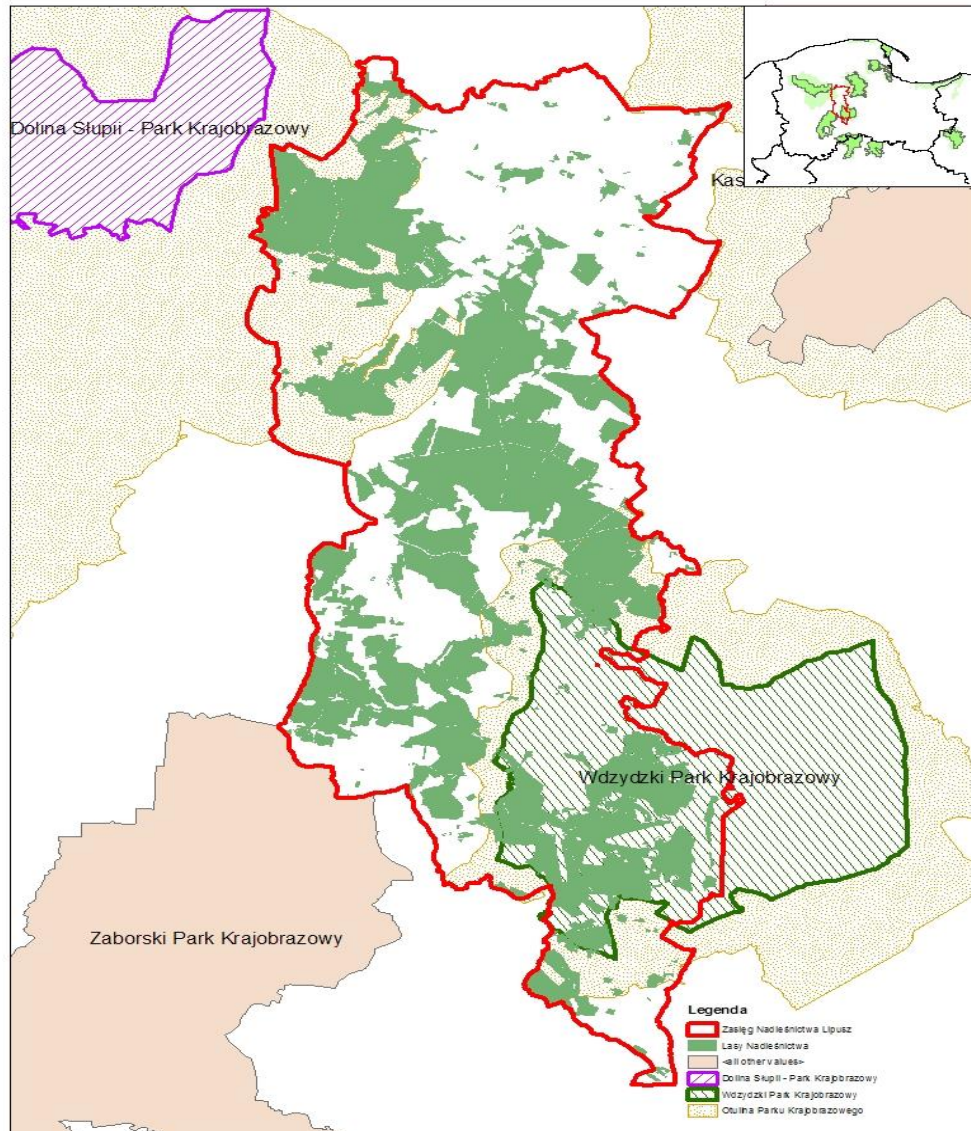 Dolina Słupii - Park Krajobrazowy
Kas
Wdzydzki Park Krajobrazowy
Zaborski Park Krajobrazowy
Legenda
Zasięg Nadleśnictwa Lipusz
Lasy Nadleśnictwa
<all other values>
Dolina Słupii - Park Krajobrazowy
Wdzydzki Park Krajobrazowy
Otulina Parku Krajobrazowego